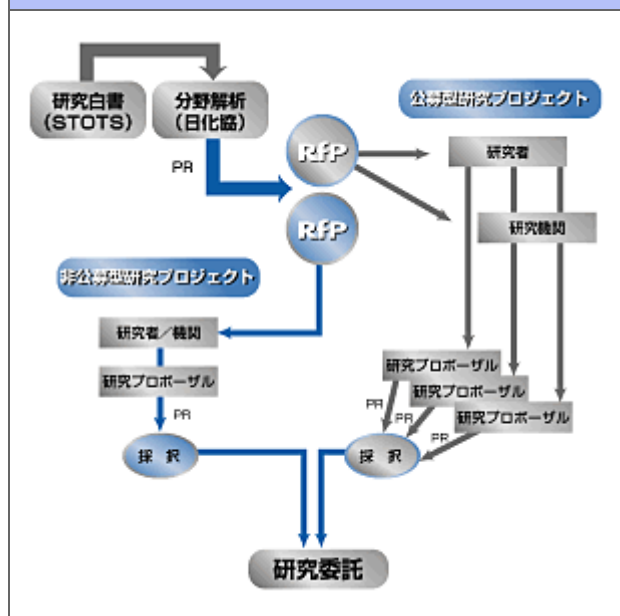 研究白書
(STOTS)
分野解析
(日化協)
公募型研究プロジェクト
PR
RfP
研究者
研究機関
RfP
非公募型研究プロジェクト
研究者/機関
研究プロポーザル
PR
採 択
研究プロポーザル
研究プロポーザル
研究プロポーザル
PR
PR
PR
採 択
研究委託